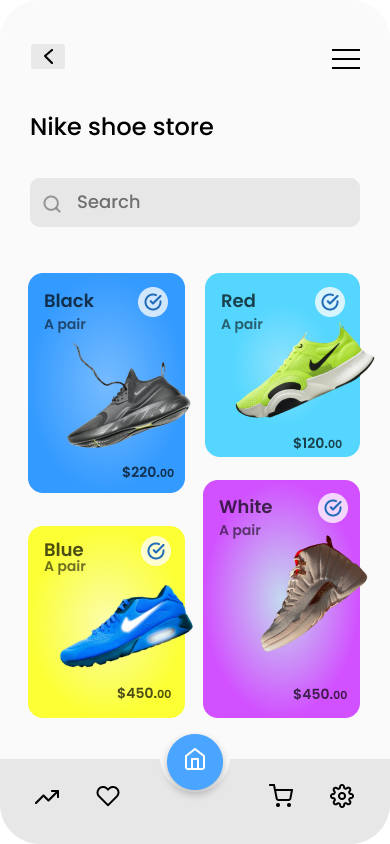 Nike shoe store
Search
Black
A pair
$220.00
Red
A pair
$120.00
Blue
A pair
$450.00
White
A pair
$450.00